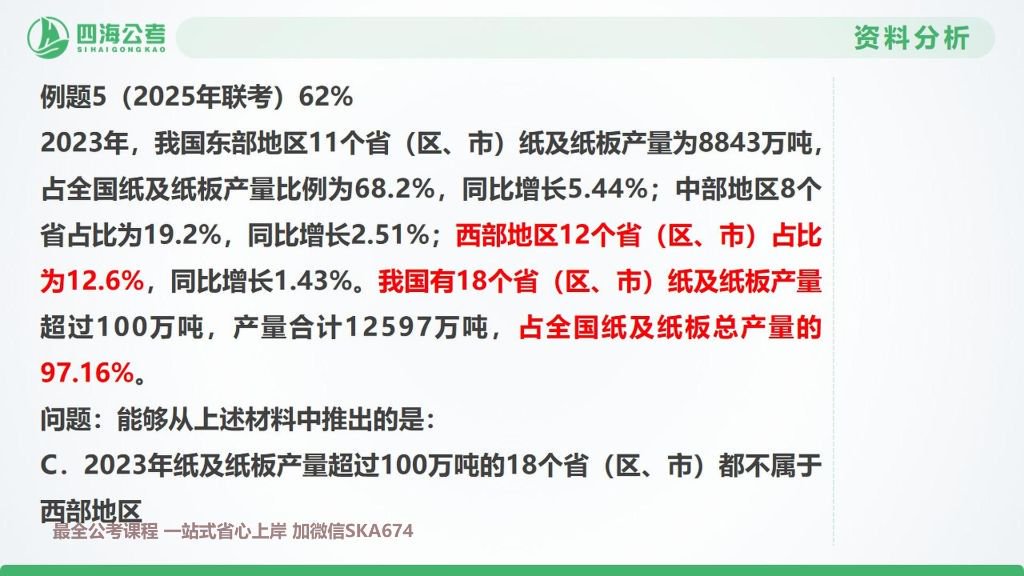 四海公考
SIHAIGONGKAO
资料分析
例题5（2025年联考）62%
2023年，我国东部地区11个省（区、市）纸及纸板产量为8843万吨，
占全国纸及纸板产量比例为68.2%，同比增长5.44%；中部地区8个
省占比为19.2%，同比增长2.51%；西部地区12个省（区、市）占比
为12.6%，同比增长1.43%。我国有18个省（区、市）纸及纸板产量
超过100万吨，产量合计12597万吨，占全国纸及纸板总产量的
97.16%。
问题：能够从上述材料中推出的是：
C．2023年纸及纸板产量超过100万吨的18个省（区、市）都不属于
西部地区
最全公考课程 一站式省心上岸 加微信SKA674